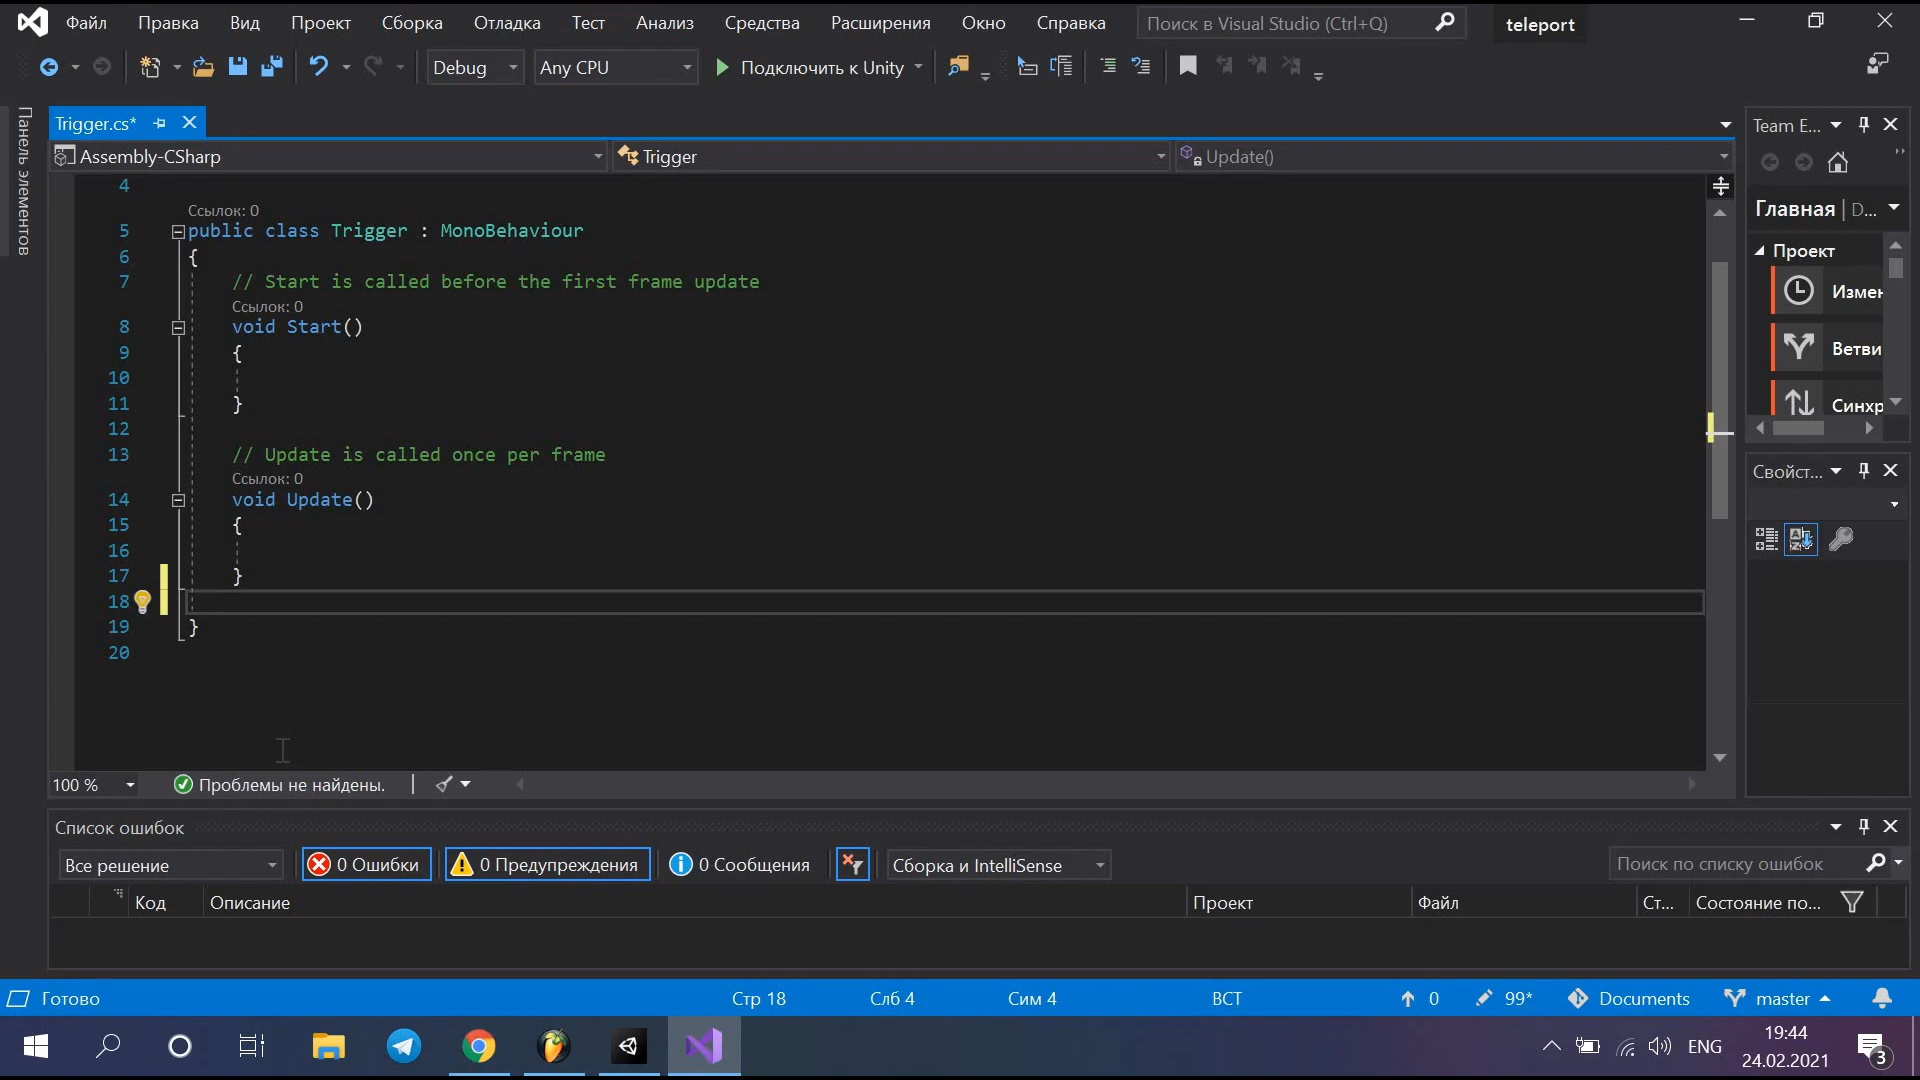 Файл Правка Вид Проект Сборка Отладка Тест Анализ Средства Расширения Окно Справка Поиск в Visual Studio (Ctrl+Q) teleport
Debug Any CPU Подключить к Unity
Панель элементов
Trigger.cs*
Assembly-CSharp Trigger Update()
4
Ссылок: 0
5 public class Trigger : MonoBehaviour
6 {
7 // Start is called before the first frame update
Ссылок: 0
8 void Start()
9 {
10
11 }
12
13 // Update is called once per frame
Ссылок: 0
14 void Update()
15 {
16
17 }
18
19 }
20
100 % Проблемы не найдены.
Team E...
Главная | D...
Проект
Измен
Ветви
Синхр
Свойст...
Список ошибок
Все решение 0 Ошибки 0 Предупреждения 0 Сообщения Сборка и IntelliSense Поиск по списку ошибок
Код Описание Проект Файл Ст... Состояние по...
Готово Стр 18 Слб 4 Сим 4 ВСТ 0 99* Documents master
ENG 19:44
24.02.2021 3